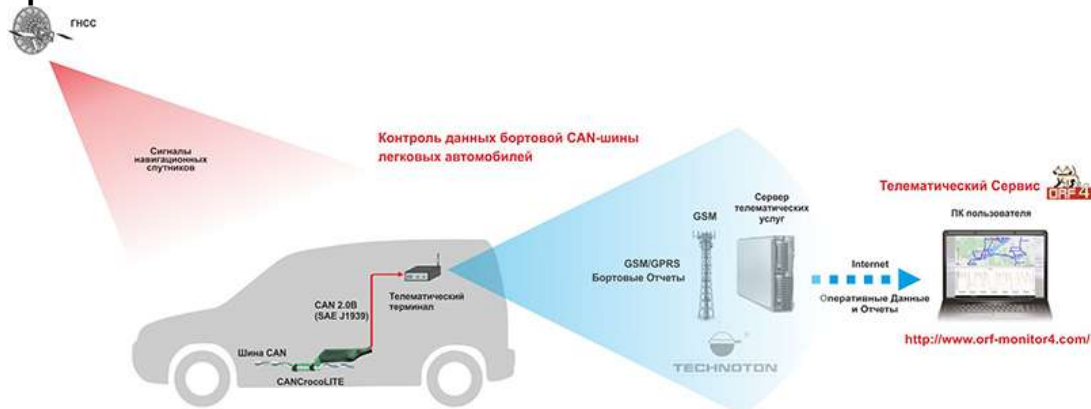 ГНСС
Сигналы
навигационных
спутников
Контроль данных бортовой CAN-шины
легковых автомобилей
Телематический Сервис
ORF 4
ПК пользователя
Сервер
телематических
услуг
GSM
GSM/GPRS
Бортовые Отчеты
Internet
Оперативные Данные
и Отчеты
http://www.orf-monitor4.com/
Телематический
терминал
CAN 2.0B
(SAE J1939)
Шина CAN
CANCrocoLITE
TECHNOTON